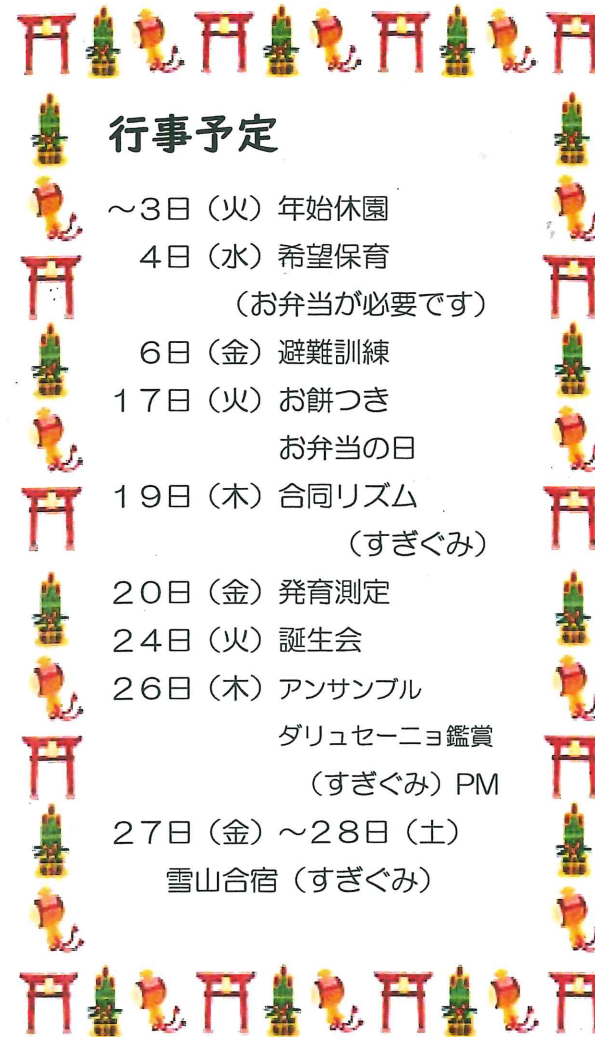 行事予定
～3日（火）年始休園
4日（水）希望保育
（お弁当が必要です）
6日（金）避難訓練
17日（火）お餅つき
お弁当の日
19日（木）合同リズム
（すぎぐみ）
20日（金）発育測定
24日（火）誕生会
26日（木）アンサンブル
ダリュセーニョ鑑賞
（すぎぐみ）PM
27日（金）～28日（土）
雪山合宿（すぎぐみ）